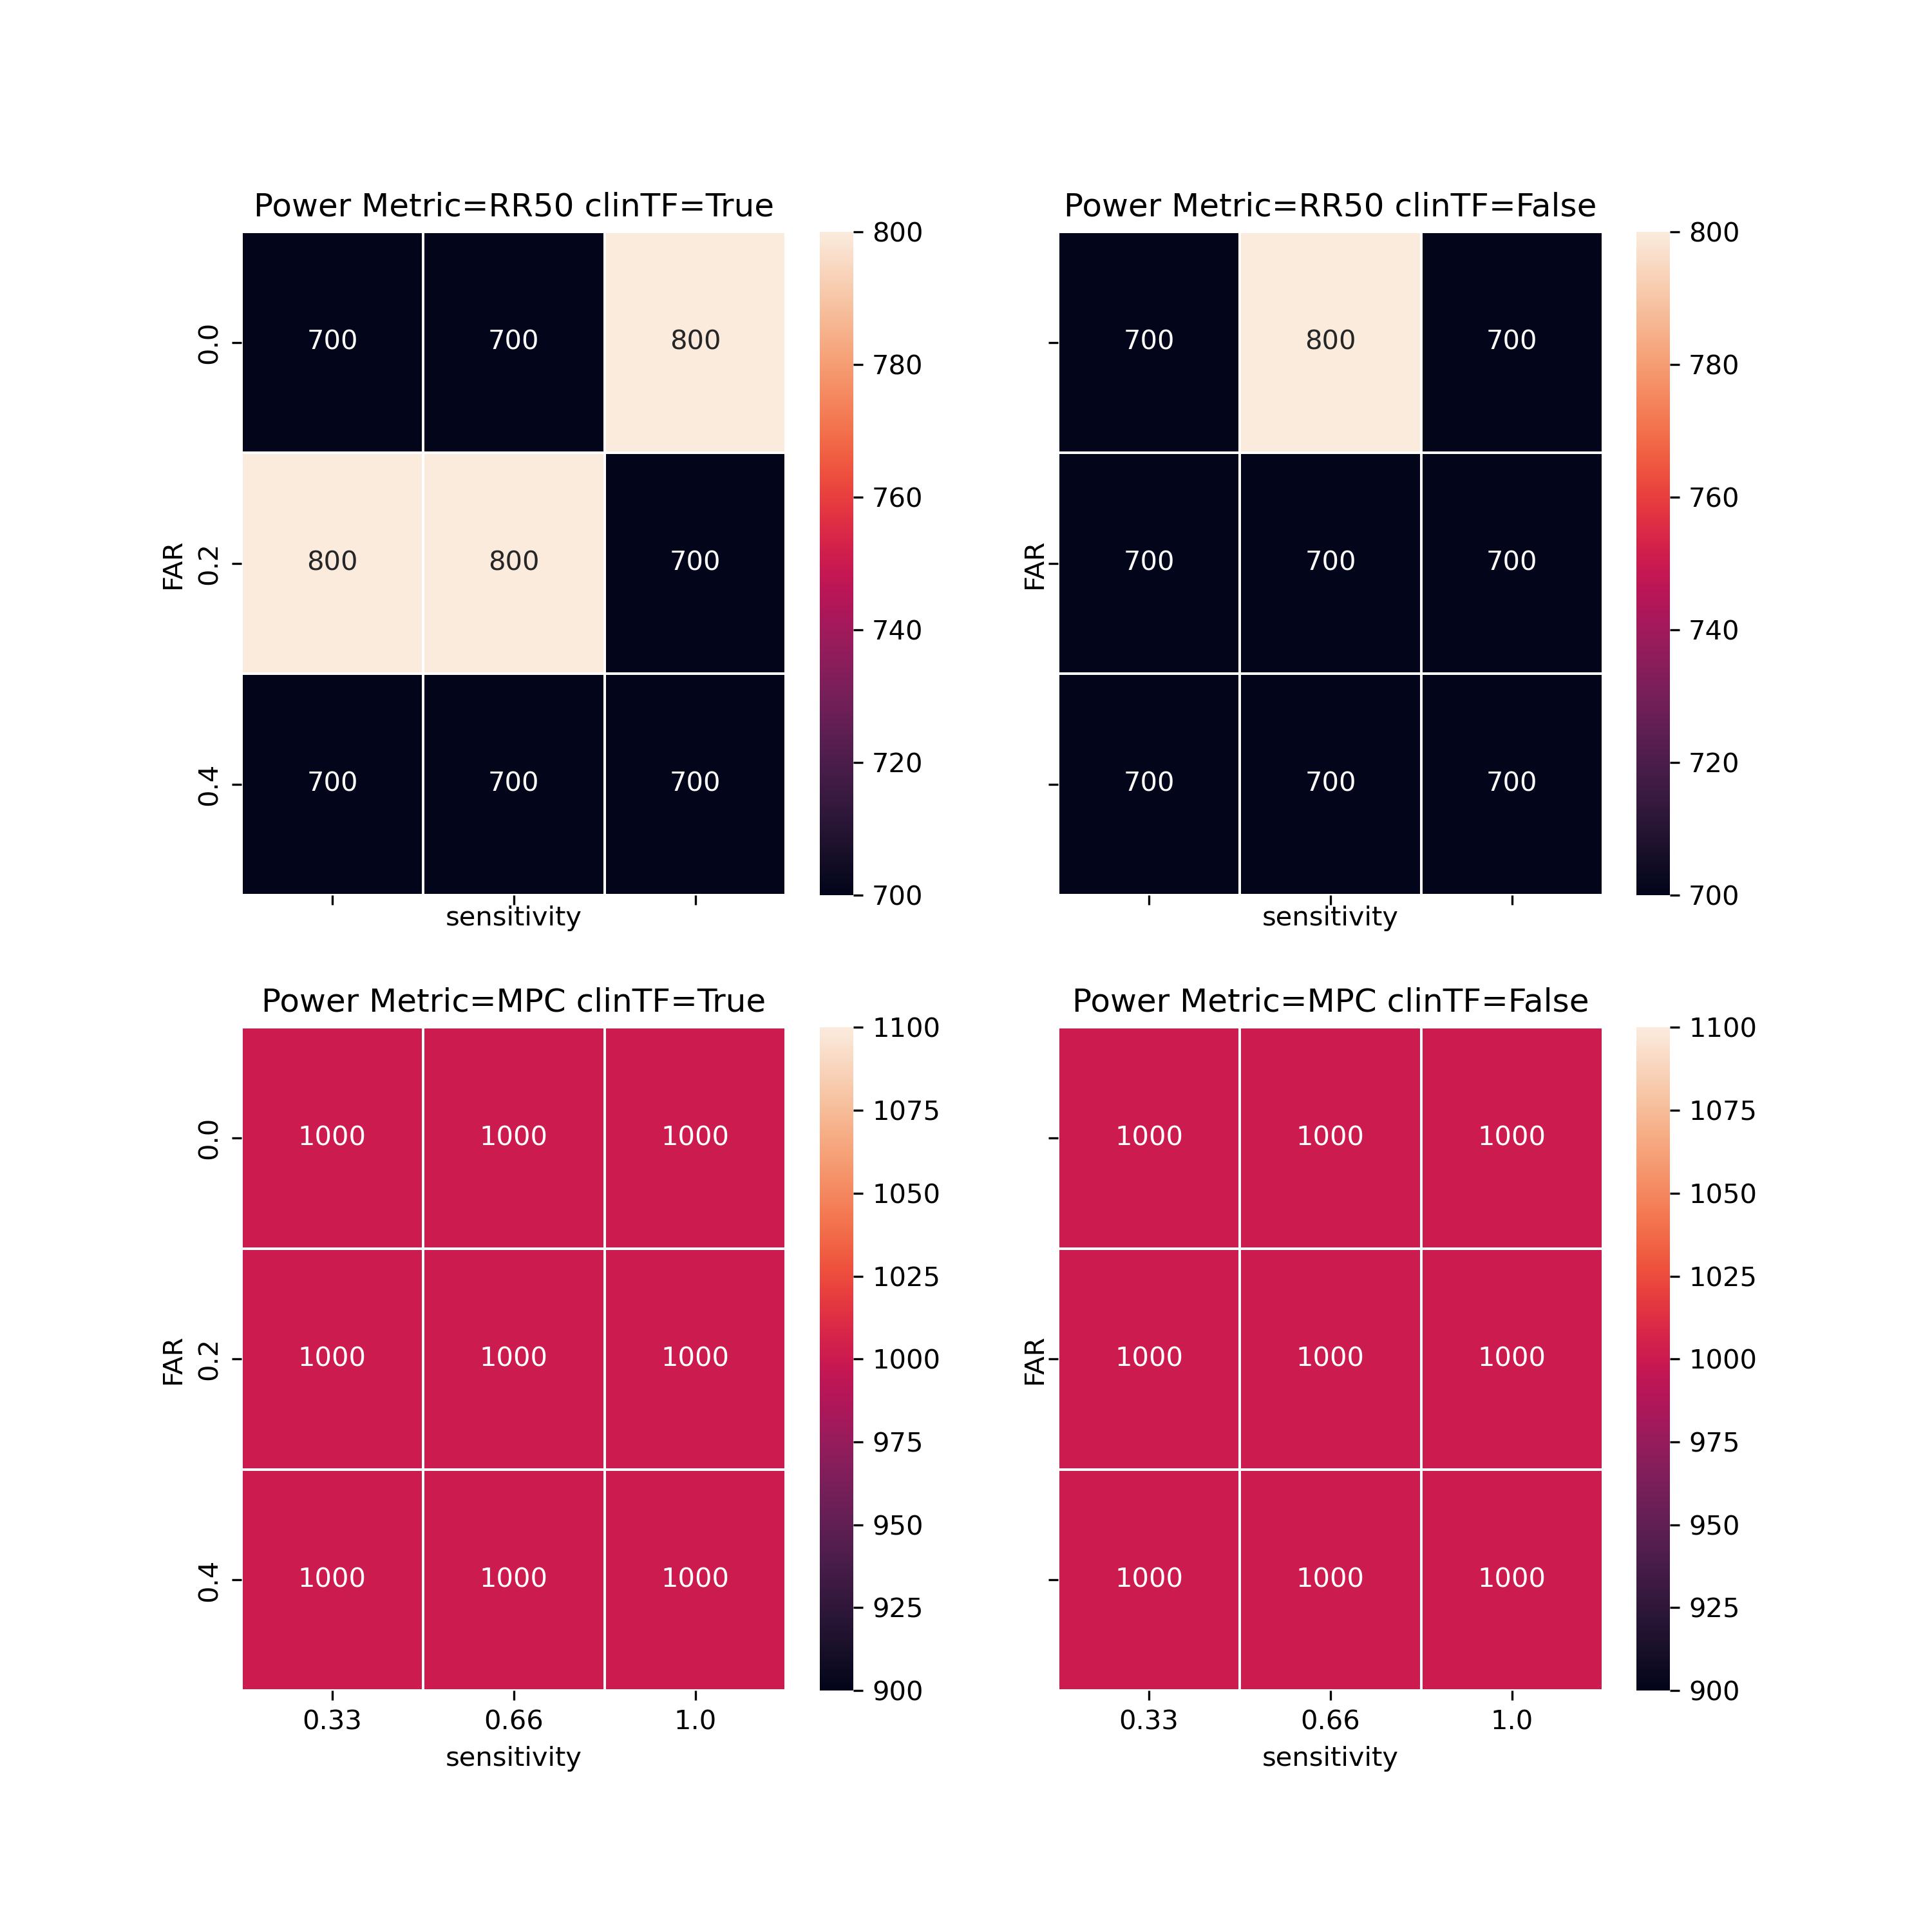 Power Metric=RR50 clinTF=True
800
780
760
740
720
700
FAR
0.0
0.2
0.4
700 700 800
800 800 700
700 700 700
sensitivity
Power Metric=RR50 clinTF=False
800
780
760
740
720
700
FAR
700 800 700
700 700 700
700 700 700
sensitivity
Power Metric=MPC clinTF=True
1100
1075
1050
1025
1000
975
950
925
900
FAR
0.0
0.2
0.4
1000 1000 1000
1000 1000 1000
1000 1000 1000
0.33 0.66 1.0
sensitivity
Power Metric=MPC clinTF=False
1100
1075
1050
1025
1000
975
950
925
900
FAR
1000 1000 1000
1000 1000 1000
1000 1000 1000
0.33 0.66 1.0
sensitivity